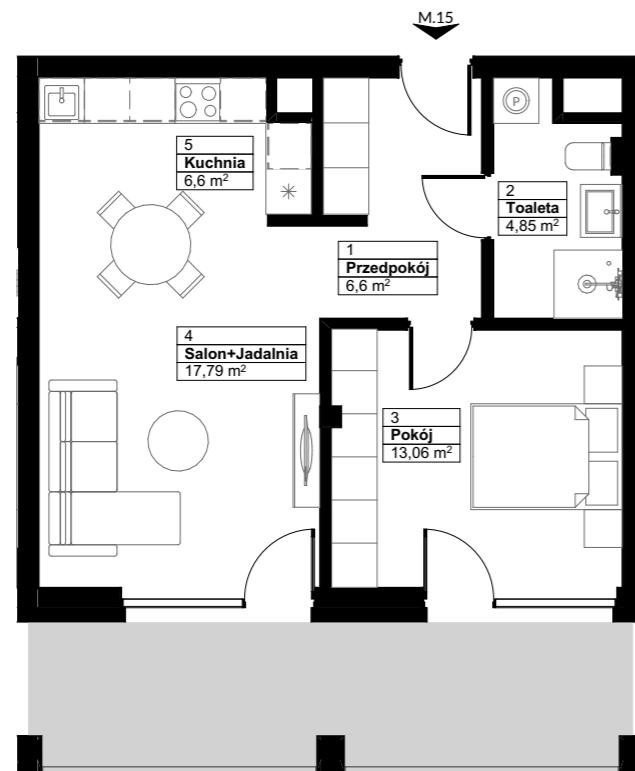 M.15
5
Kuchnia
6,6 m²
P
2
Toaleta
4,85 m²
1
Przedpokój
6,6 m²
4
Salon+Jadalnia
17,79 m²
3
Pokój
13,06 m²